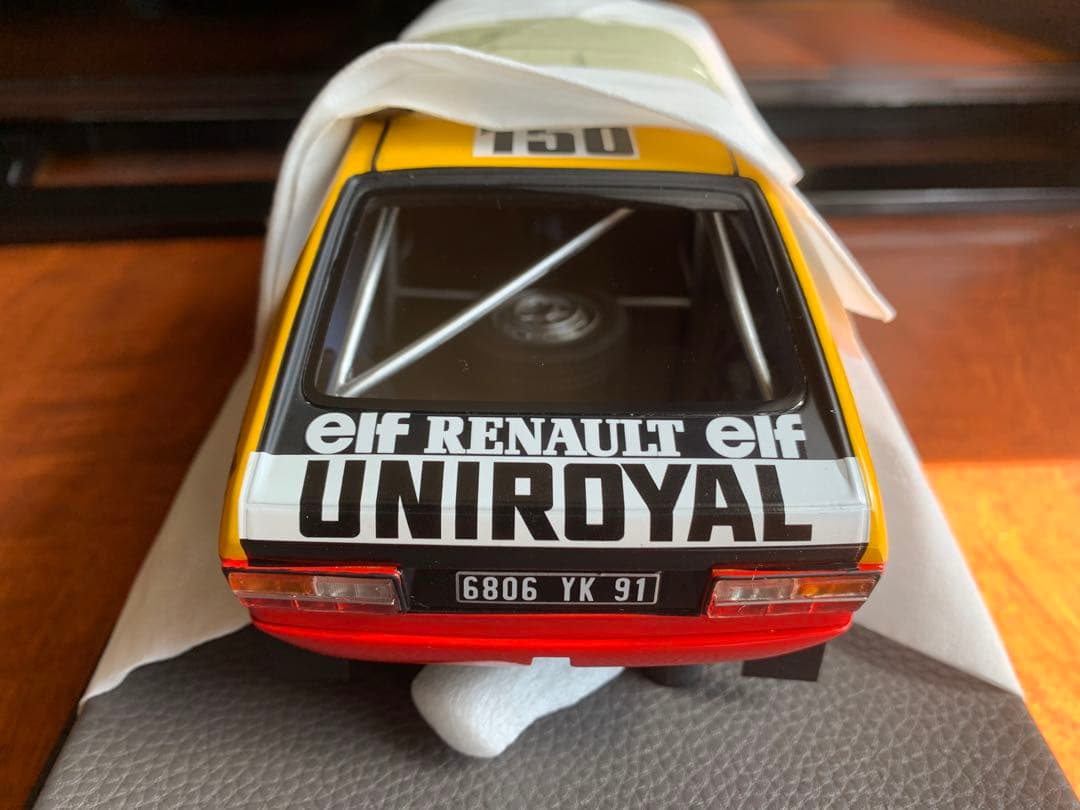 150
elf RENAULT elf
UNIROYAL
6806 YK 91